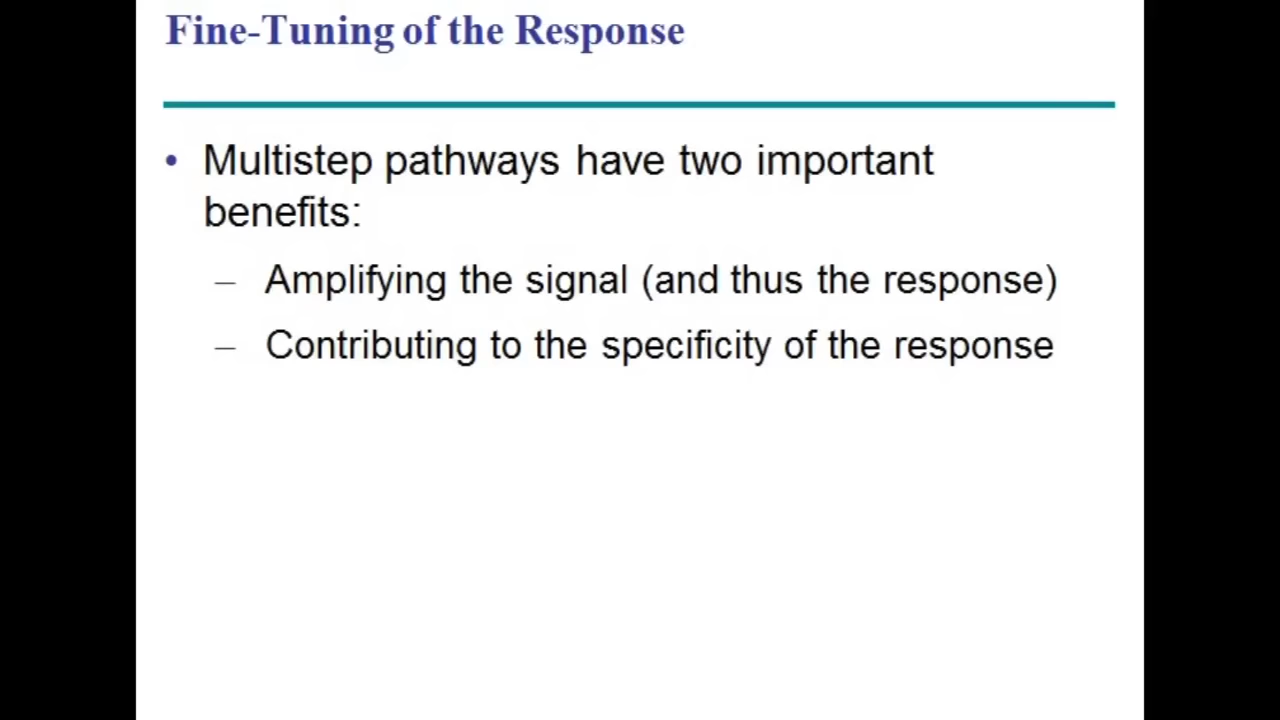 Fine-Tuning of the Response
• Multistep pathways have two important
benefits:
– Amplifying the signal (and thus the response)
– Contributing to the specificity of the response